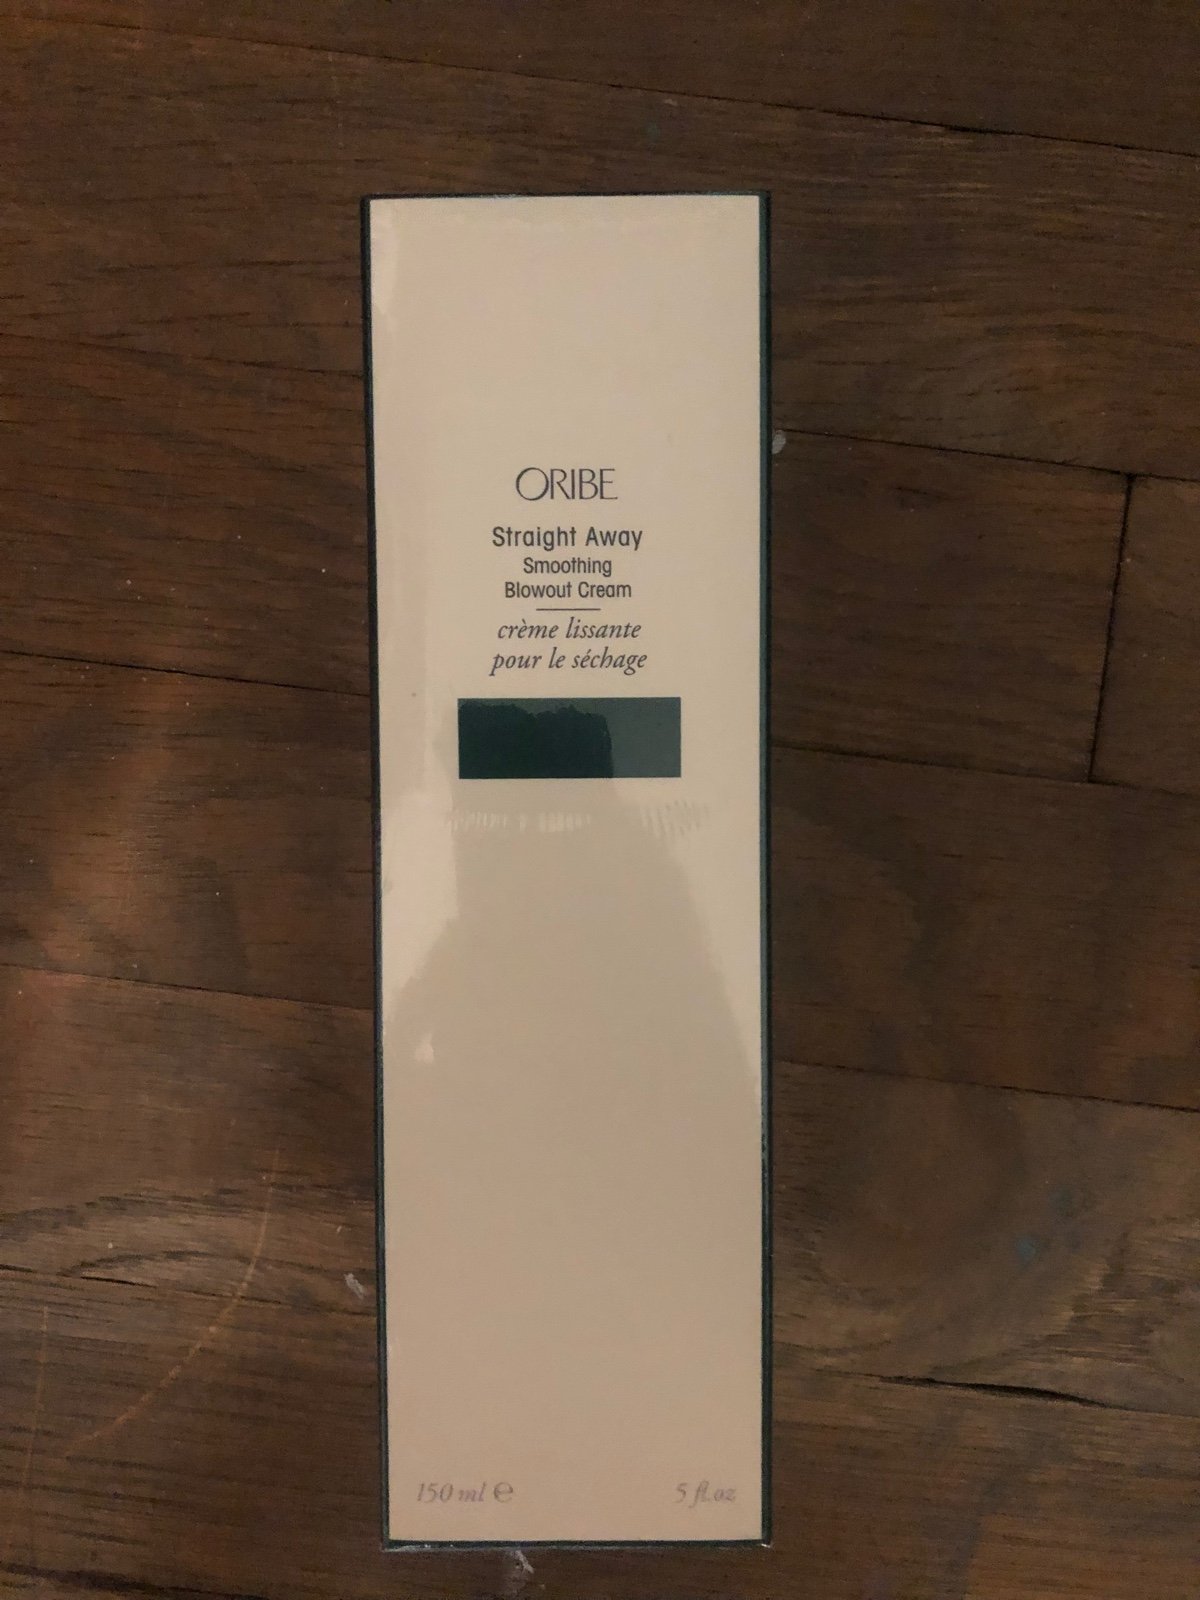 ORIBE
Straight Away
Smoothing
Blowout Cream
crème lissante
pour le séchage
150 ml ℮
5 fl.oz